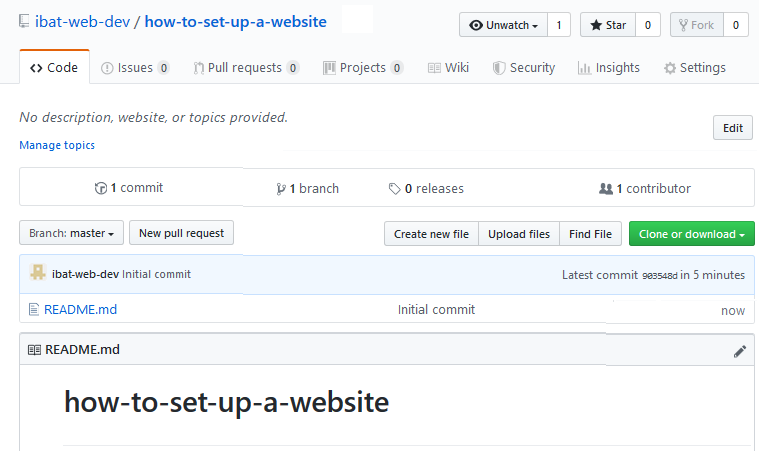 ibat-web-dev / how-to-set-up-a-website Unwatch 1 Star 0 Fork 0
Code Issues 0 Pull requests 0 Projects 0 Wiki Security Insights Settings
No description, website, or topics provided.
Edit
Manage topics
1 commit 1 branch 0 releases 1 contributor
Branch: master New pull request Create new file Upload files Find File Clone or download
ibat-web-dev Initial commit Latest commit 903548d in 5 minutes
README.md Initial commit now
README.md
how-to-set-up-a-website